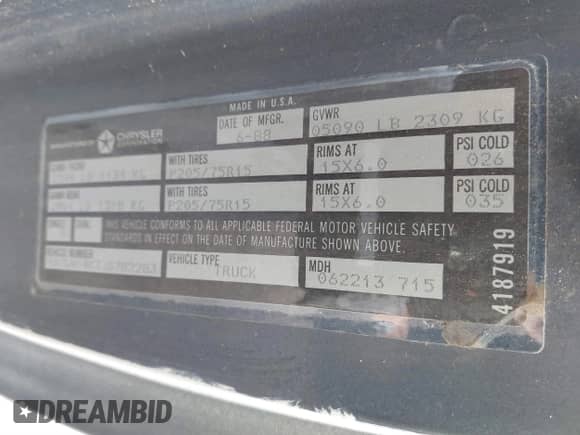 MADE IN U.S.A.
CHRYSLER
CORPORATION
DATE OF MFGR.
6-88
GVWR
05090 LB 2309 KG
WITH TIRES
P205/75R15
RIMS AT
15X6.0
PSI COLD
026
WITH TIRES
P205/75R15
RIMS AT
15X6.0
PSI COLD
035
THIS VEHICLE CONFORMS TO ALL APPLICABLE FEDERAL MOTOR VEHICLE SAFETY
STANDARDS IN EFFECT ON THE DATE OF MANUFACTURE SHOWN ABOVE.
VEHICLE NUMBER
VEHICLE TYPE
TRUCK
MDH
062213 715
4187919
DREAMBID